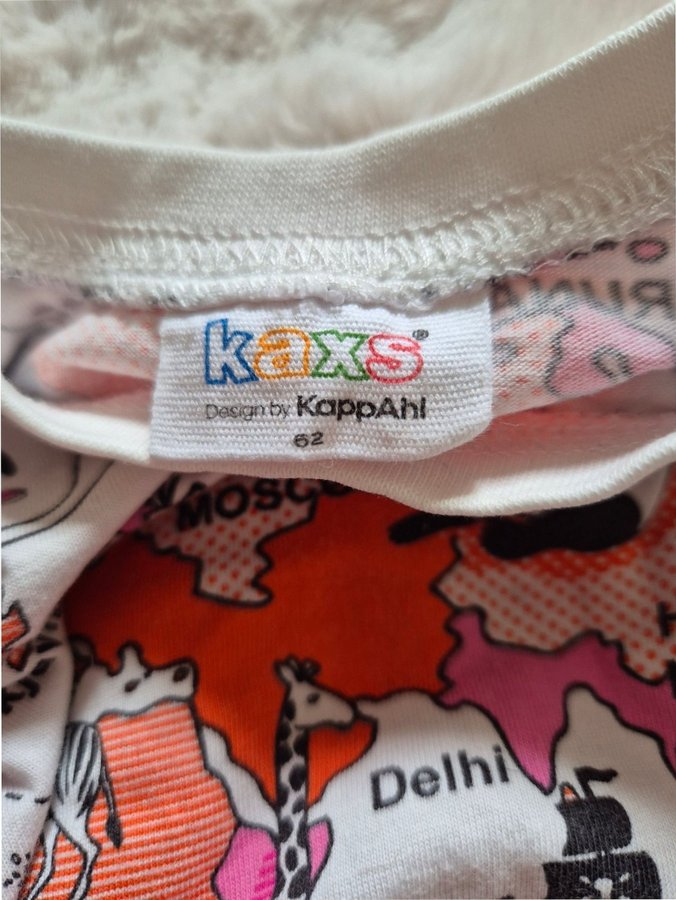 kaxs®
Design by KappAhl
62
MOSCO
Delhi